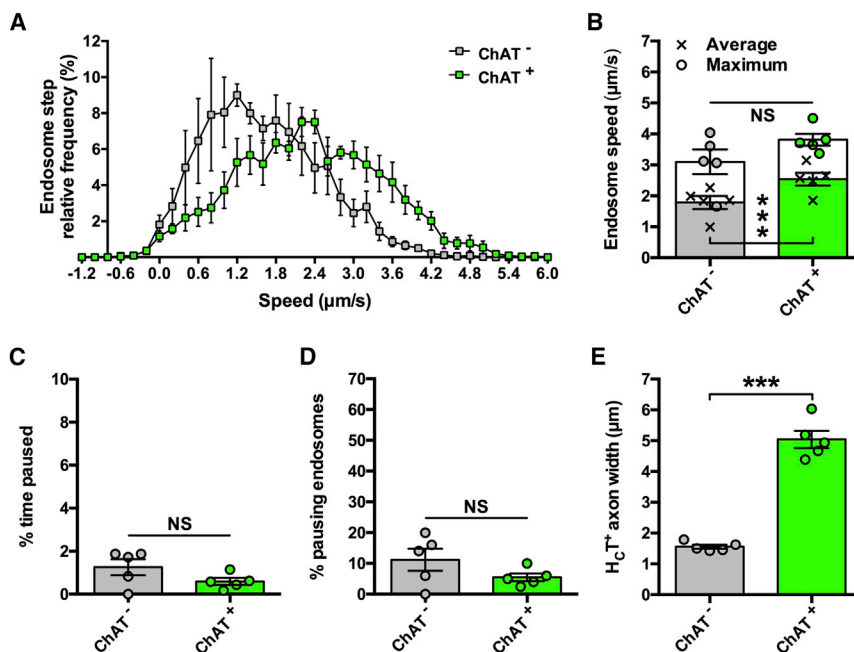 A
Endosome step
relative frequency (%)
12
10
8
6
4
2
-1.2 -0.6 0.0 0.6 1.2 1.8 2.4 3.0 3.6 4.2 4.8 5.4 6.0
Speed (µm/s)
ChAT -
ChAT +
B
Endosome speed (µm/s)
7
6
5
4
3
2
1
0
× Average
○ Maximum
NS
***
ChAT -
ChAT +
C
% time paused
10
8
6
4
2
0
NS
ChAT -
ChAT +
D
% pausing endosomes
70
60
50
40
30
20
10
0
NS
ChAT -
ChAT +
E
HCT+ axon width (µm)
7
6
5
4
3
2
1
0
***
ChAT -
ChAT +